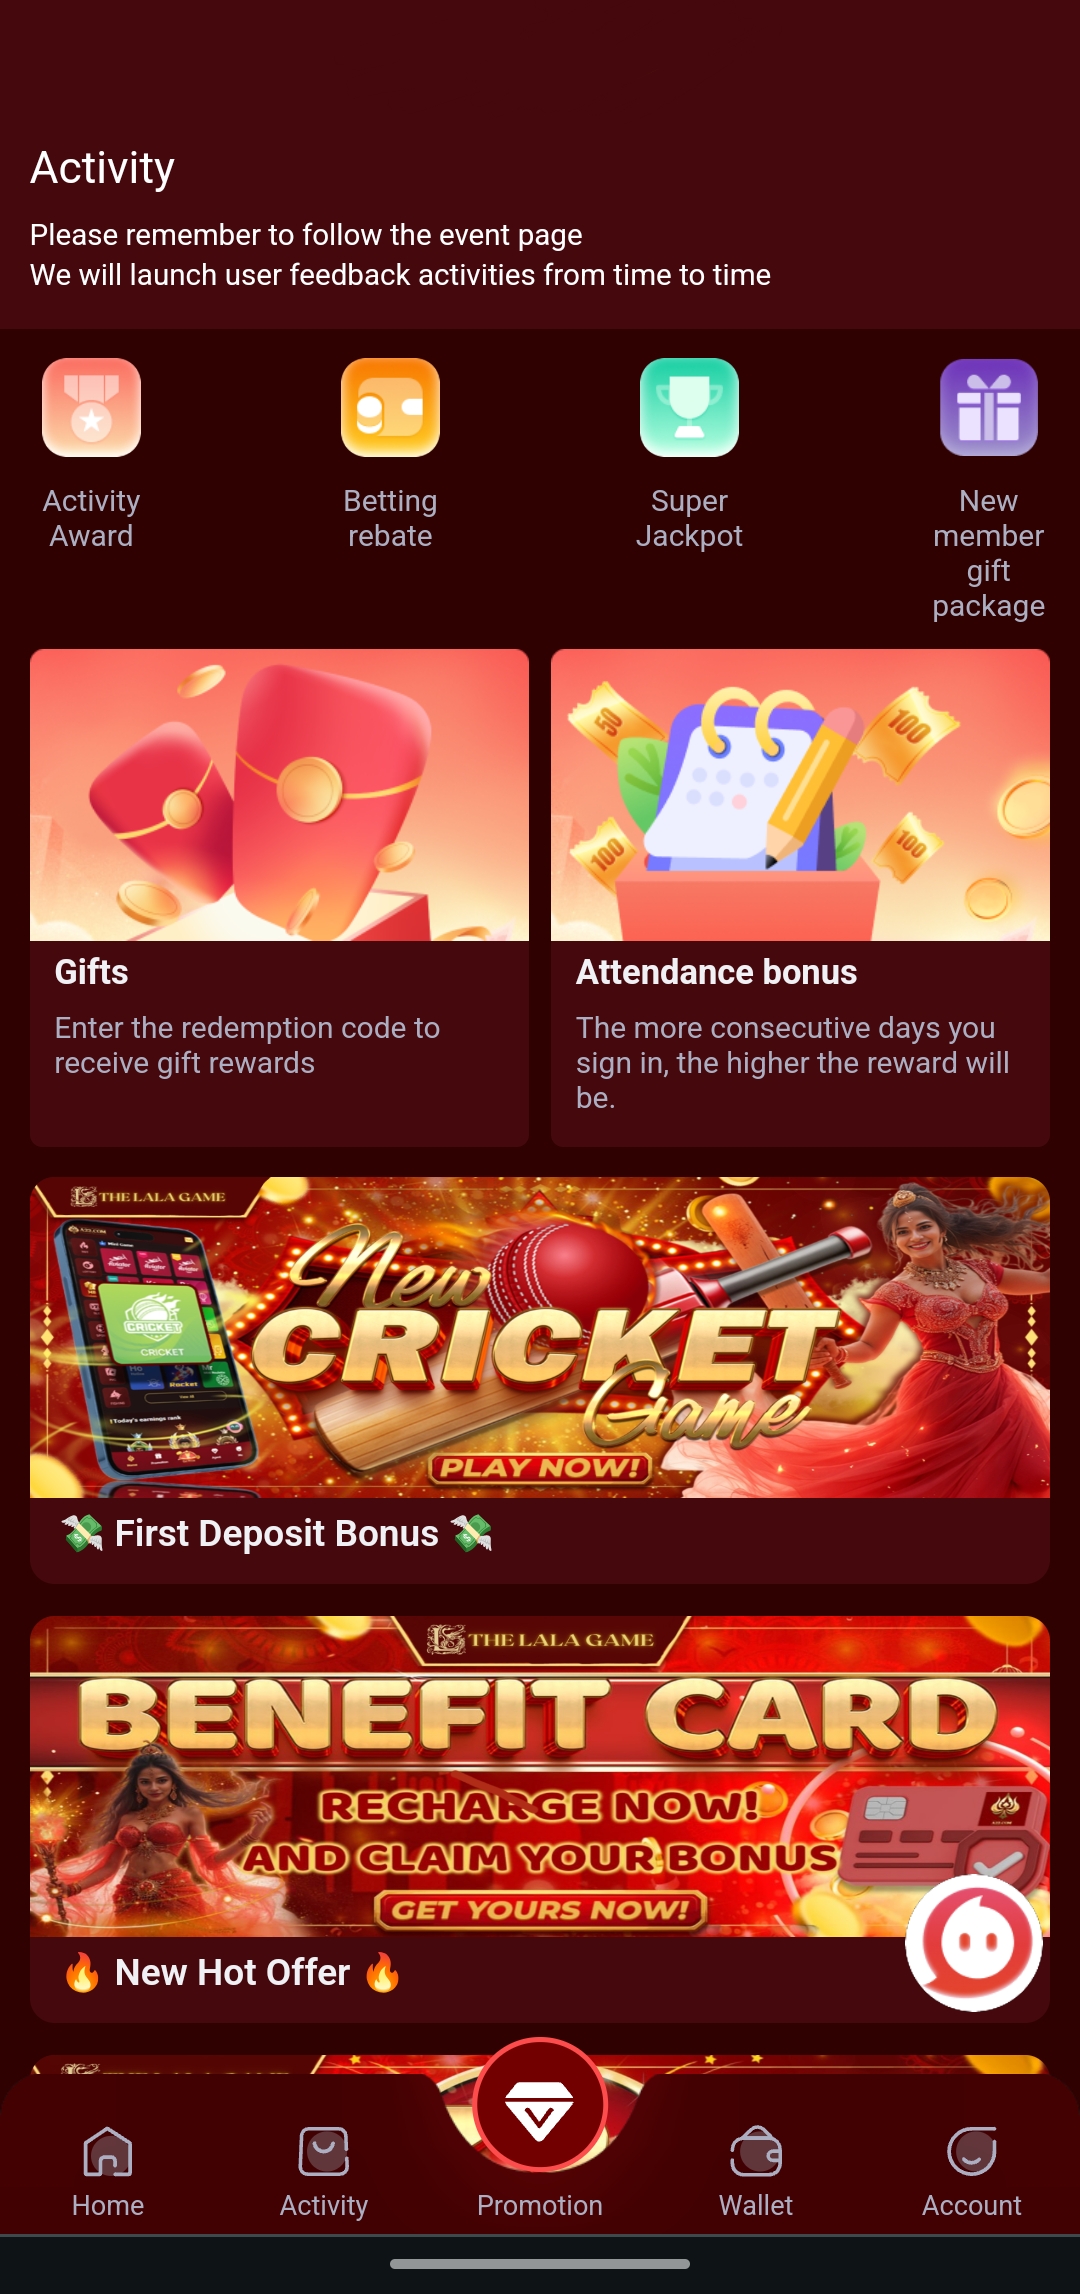 Activity
Please remember to follow the event page
We will launch user feedback activities from time to time
Activity
Award
Betting
rebate
Super
Jackpot
New
member
gift
package
50
100
100
100
Gifts
Enter the redemption code to
receive gift rewards
Attendance bonus
The more consecutive days you
sign in, the higher the reward will
be.
THE LALA GAME
New
CRICKET
Game
PLAY NOW!
CRICKET
CRICKET
Rocket
Today's earnings rank
💸 First Deposit Bonus 💸
THE LALA GAME
BENEFIT CARD
RECHARGE NOW!
AND CLAIM YOUR BONUS
GET YOURS NOW!
🔥 New Hot Offer 🔥
Home
Activity
Promotion
Wallet
Account